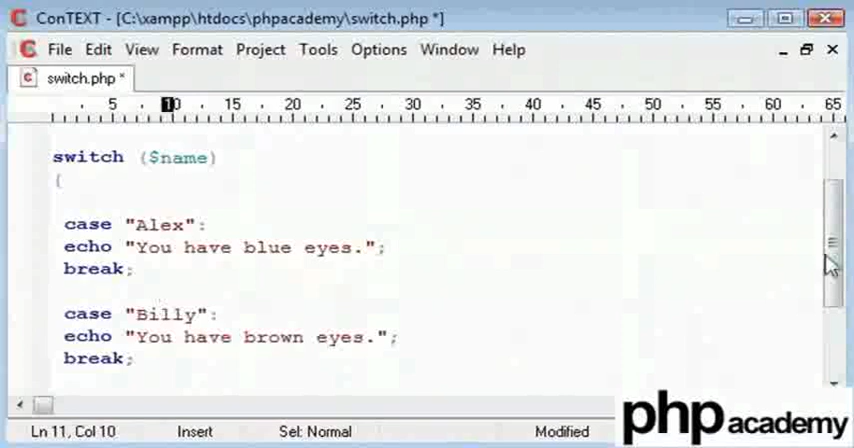 ConTEXT - [C:\xampp\htdocs\phpacademy\switch.php *]
File Edit View Format Project Tools Options Window Help
switch.php *
5 10 15 20 25 30 35 40 45 50 55 60 65
switch ($name)
{
case "Alex":
echo "You have blue eyes.";
break;
case "Billy":
echo "You have brown eyes.";
break;
Ln 11, Col 10 Insert Sel: Normal Modified
php academy